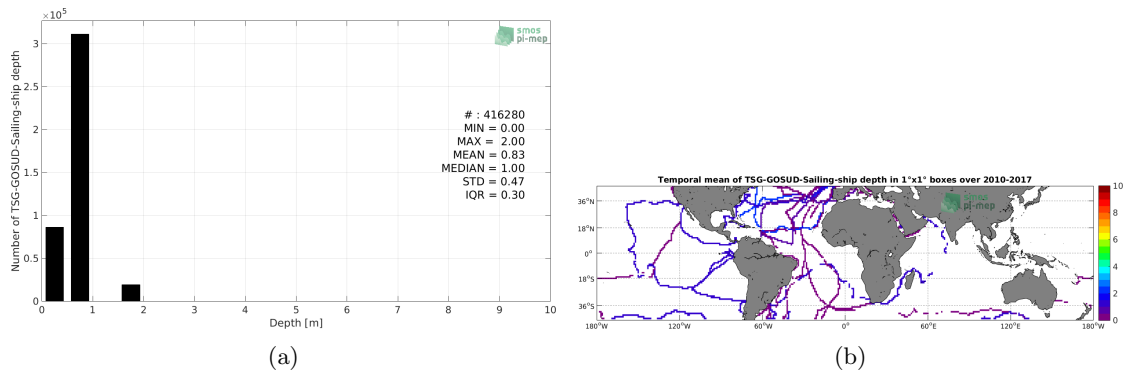 ×10⁵
3
2.5
2
1.5
1
0.5
0
Number of TSG-GOSUD-Sailing-ship depth
smos
pi-mep
# : 416280
MIN = 0.00
MAX = 2.00
MEAN = 0.83
MEDIAN = 1.00
STD = 0.47
IQR = 0.30
0 1 2 3 4 5 6 7 8 9 10
Depth [m]
(a)
Temporal mean of TSG-GOSUD-Sailing-ship depth in 1°x1° boxes over 2010-2017
smos
pi-mep
36°N
18°N
0°
18°S
36°S
180°W 120°W 60°W 0° 60°E 120°E 180°W
10
8
6
4
2
0
(b)